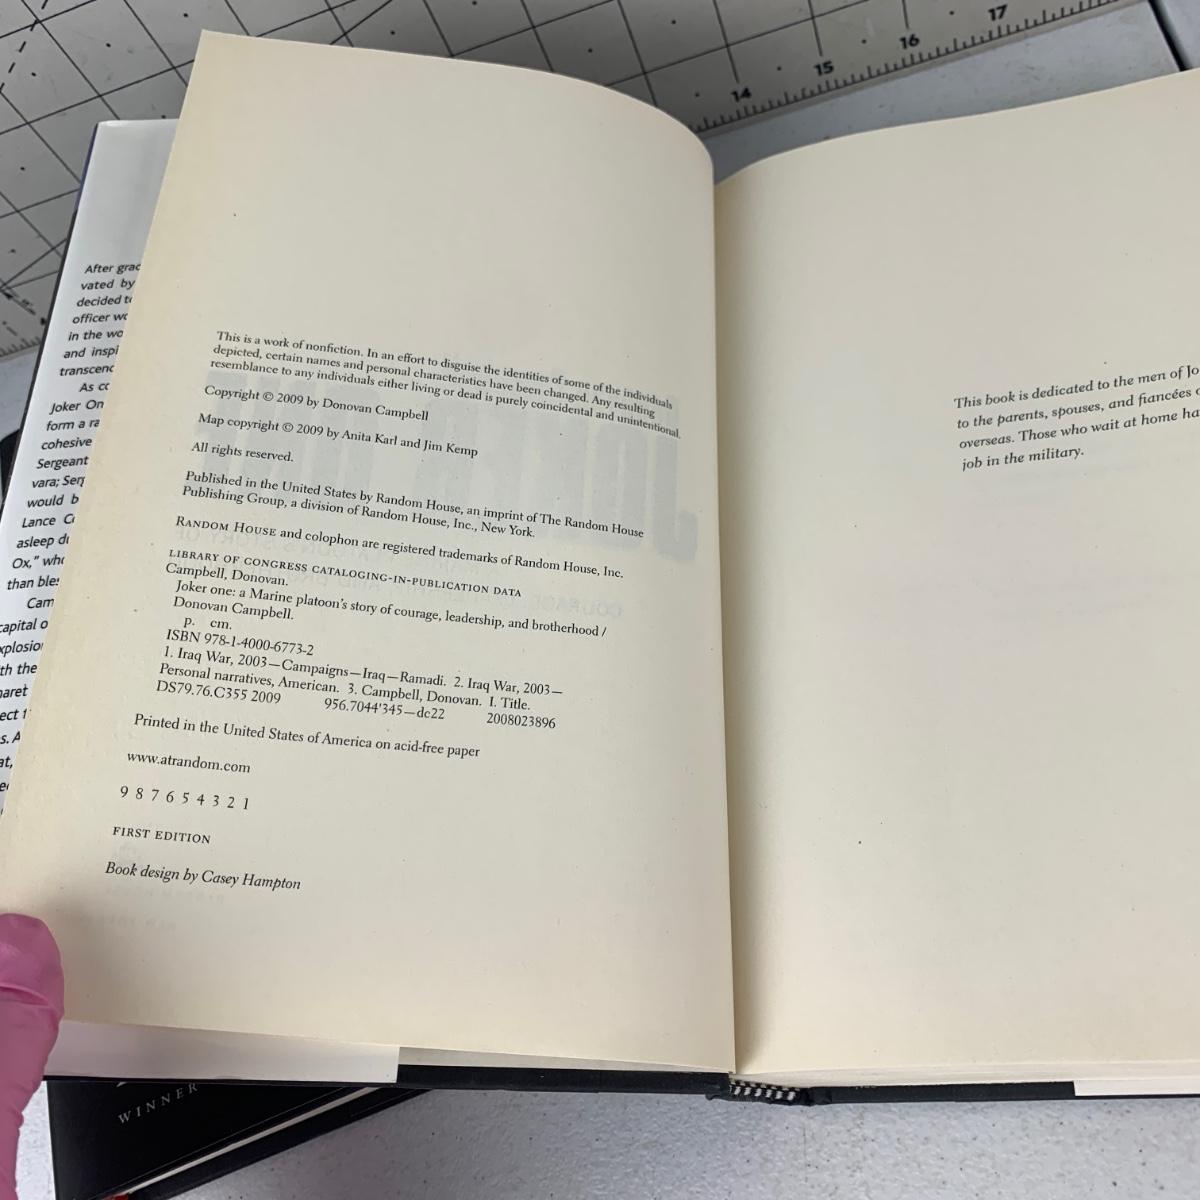 14 15 16 17
After grad
vated by
decided to
officer wo
in the wo
and inspi
transcend
As co
Joker On
form a ra
cohesive
Sergeant
vara; Serg
would b
Lance Co
asleep du
Ox," who
than bles
Cam
capital o
xplosio
th the
naret
ect f
s. A
at,
This is a work of nonfiction. In an effort to disguise the identities of some of the individuals
depicted, certain names and personal characteristics have been changed. Any resulting
resemblance to any individuals either living or dead is purely coincidental and unintentional.
Copyright © 2009 by Donovan Campbell
Map copyright © 2009 by Anita Karl and Jim Kemp
All rights reserved.
Published in the United States by Random House, an imprint of The Random House
Publishing Group, a division of Random House, Inc., New York.
RANDOM HOUSE and colophon are registered trademarks of Random House, Inc.
LIBRARY OF CONGRESS CATALOGING-IN-PUBLICATION DATA
Campbell, Donovan.
Joker one: a Marine platoon's story of courage, leadership, and brotherhood /
Donovan Campbell.
p. cm.
ISBN 978-1-4000-6773-2
1. Iraq War, 2003—Campaigns—Iraq—Ramadi. 2. Iraq War, 2003—
Personal narratives, American. 3. Campbell, Donovan. I. Title.
DS79.76.C355 2009 956.7044'345—dc22 2008023896
Printed in the United States of America on acid-free paper
www.atrandom.com
9 8 7 6 5 4 3 2 1
FIRST EDITION
Book design by Casey Hampton
This book is dedicated to the men of Jo
to the parents, spouses, and fiancées o
overseas. Those who wait at home ha
job in the military.
WINNER